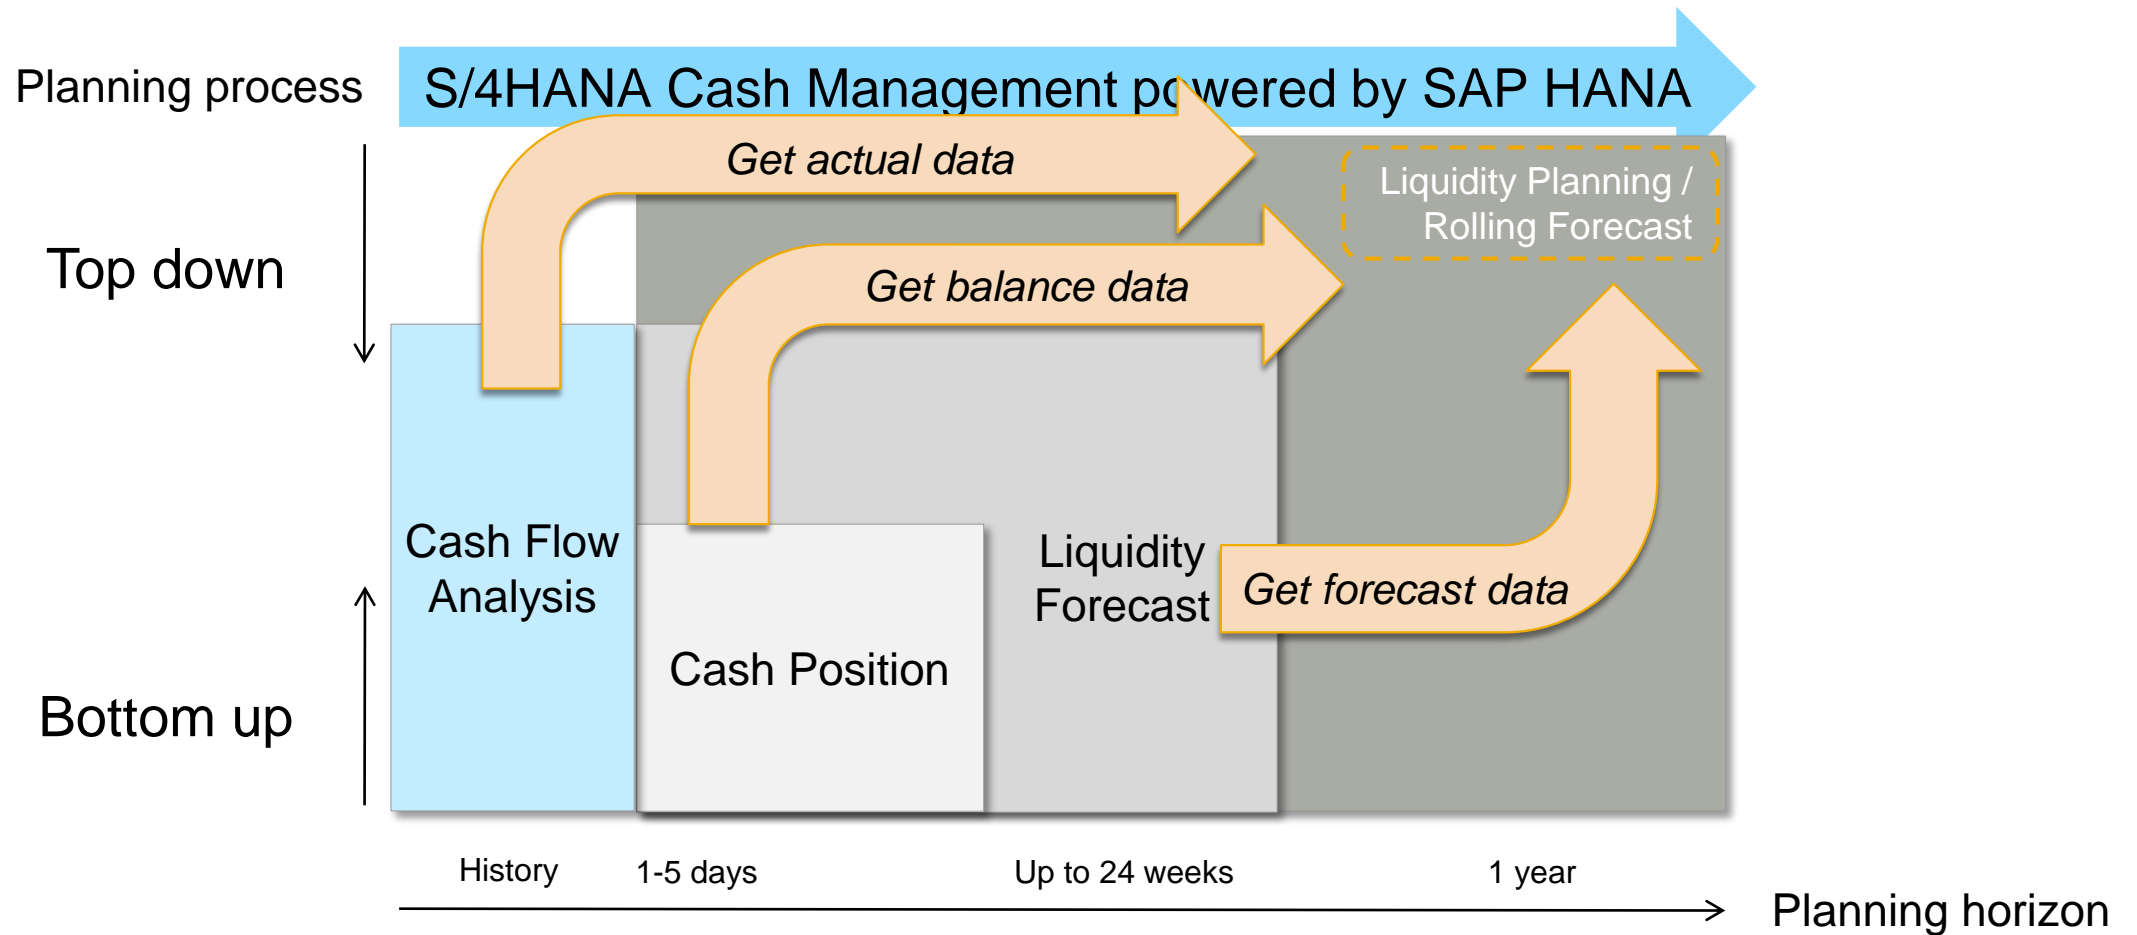 Planning process
S/4HANA Cash Management powered by SAP HANA
Get actual data
Liquidity Planning /
Rolling Forecast
Top down
Get balance data
Cash Flow
Analysis
Liquidity
Forecast
Get forecast data
Cash Position
Bottom up
History
1-5 days
Up to 24 weeks
1 year
Planning horizon